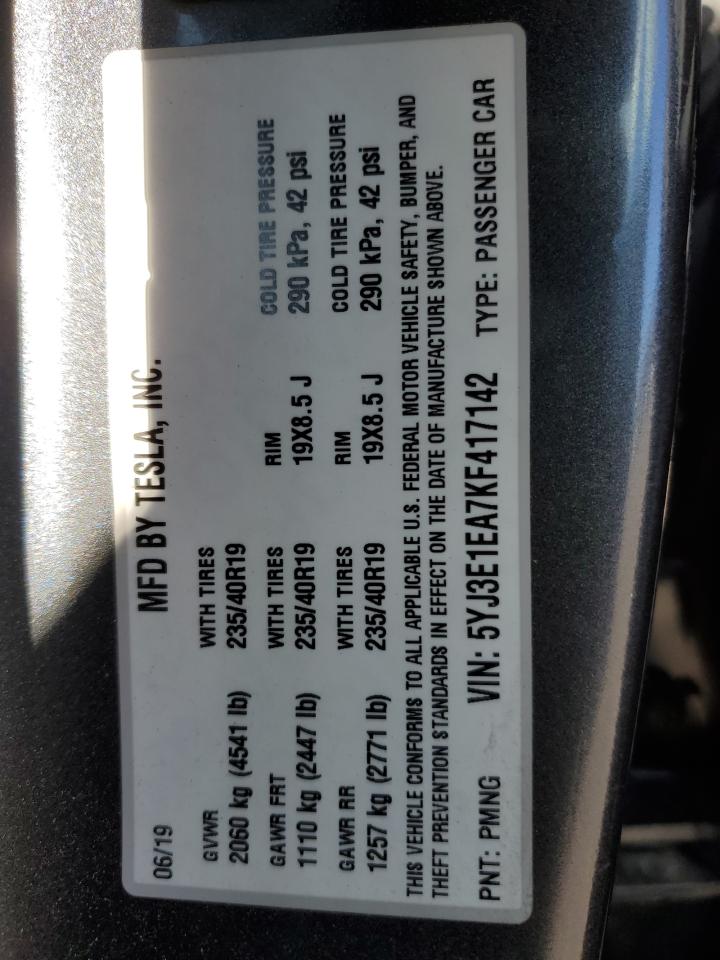 06/19 MFD BY TESLA, INC.
GVWR WITH TIRES
2060 kg (4541 lb) 235/40R19
GAWR FRT WITH TIRES RIM COLD TIRE PRESSURE
1110 kg (2447 lb) 235/40R19 19X8.5 J 290 kPa, 42 psi
GAWR RR WITH TIRES RIM COLD TIRE PRESSURE
1257 kg (2771 lb) 235/40R19 19X8.5 J 290 kPa, 42 psi
THIS VEHICLE CONFORMS TO ALL APPLICABLE U.S. FEDERAL MOTOR VEHICLE SAFETY, BUMPER, AND
THEFT PREVENTION STANDARDS IN EFFECT ON THE DATE OF MANUFACTURE SHOWN ABOVE.
PNT: PMNG VIN: 5YJ3E1EA7KF417142 TYPE: PASSENGER CAR